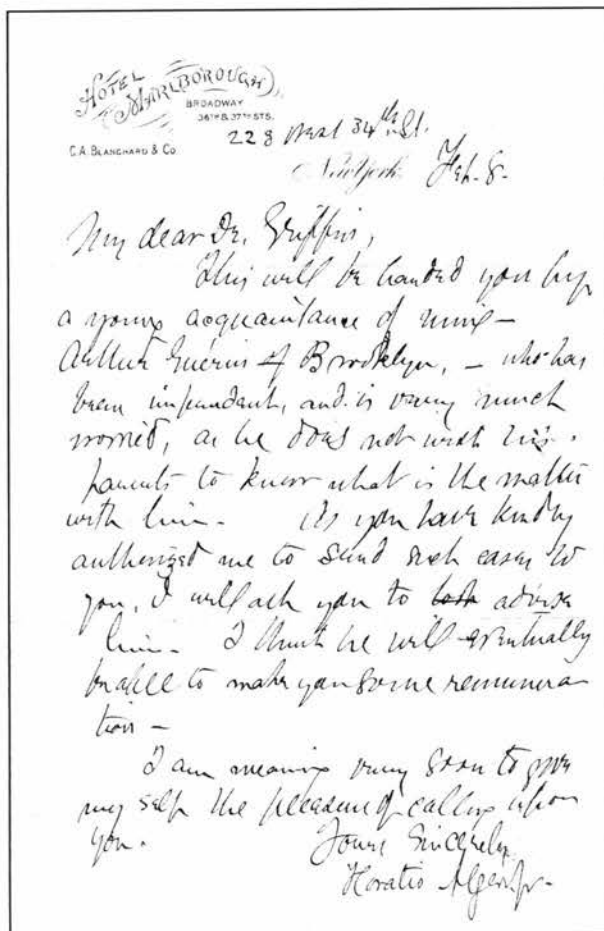 HOTEL
MARLBOROUGH,
BROADWAY
36TH & 37TH STS.
C.A. BLANCHARD & CO.
228 West 34th St.
New York Feb. 8.
My dear Dr. Griffin,
This will be handed you by
a young acquaintance of mine -
Arthur Guerin of Brooklyn, - who has
been imprudent, and is very much
worried, as he does not wish his
parents to know what is the matter
with him. As you have kindly
authorized me to send such cases to
you, I will ask you to advise
him. I think he will eventually
be able to make you some remunera
tion -
I am meaning very soon to give
my self the pleasure of calling upon
you.
Yours Sincerely,
Horatio Alger Jr.